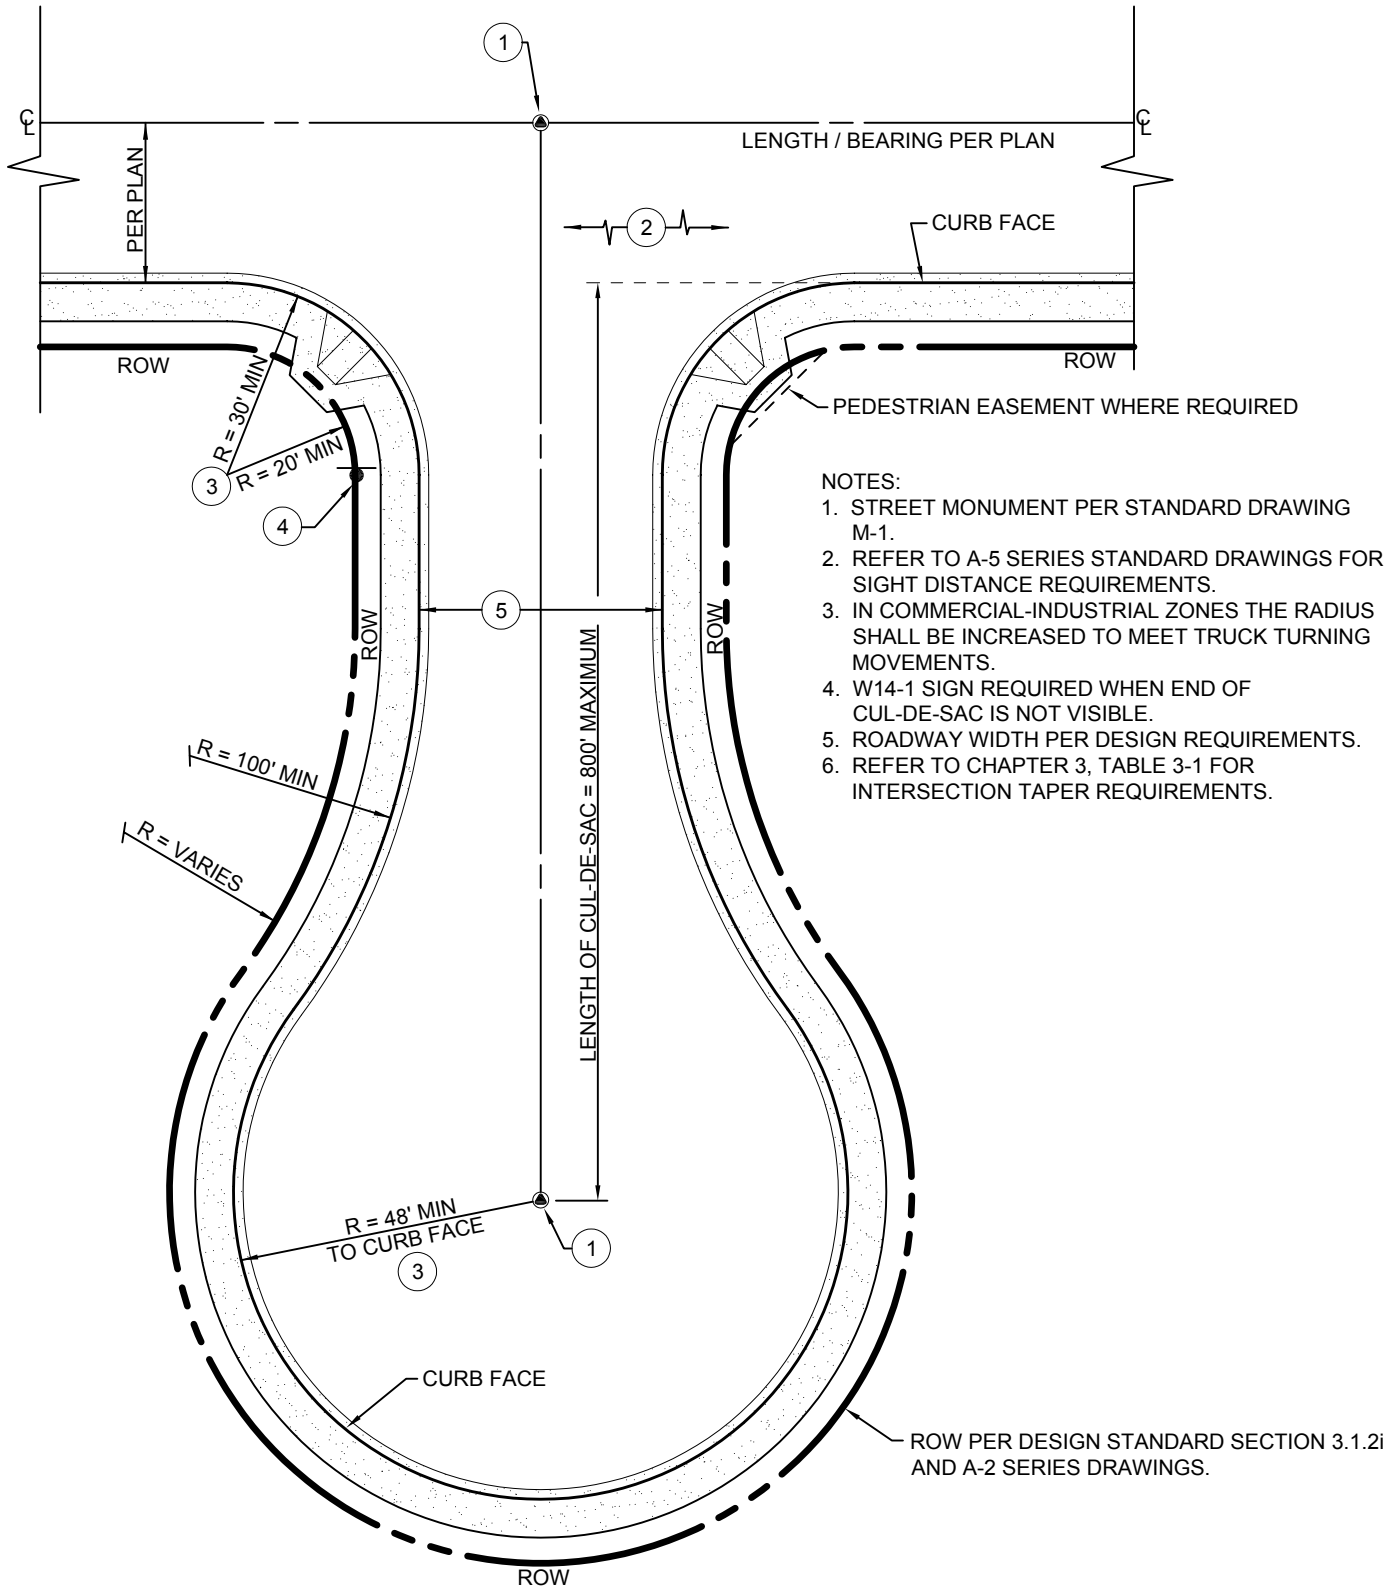 1
℄
℄
LENGTH / BEARING PER PLAN
PER PLAN
2
CURB FACE
ROW
ROW
R = 30' MIN
R = 20' MIN
3
4
PEDESTRIAN EASEMENT WHERE REQUIRED
NOTES:
1. STREET MONUMENT PER STANDARD DRAWING
M-1.
2. REFER TO A-5 SERIES STANDARD DRAWINGS FOR
SIGHT DISTANCE REQUIREMENTS.
3. IN COMMERCIAL-INDUSTRIAL ZONES THE RADIUS
SHALL BE INCREASED TO MEET TRUCK TURNING
MOVEMENTS.
4. W14-1 SIGN REQUIRED WHEN END OF
CUL-DE-SAC IS NOT VISIBLE.
5. ROADWAY WIDTH PER DESIGN REQUIREMENTS.
6. REFER TO CHAPTER 3, TABLE 3-1 FOR
INTERSECTION TAPER REQUIREMENTS.
5
ROW
ROW
LENGTH OF CUL-DE-SAC = 800' MAXIMUM
R = 100' MIN
R = VARIES
R = 48' MIN
TO CURB FACE
3
1
CURB FACE
ROW PER DESIGN STANDARD SECTION 3.1.2i
AND A-2 SERIES DRAWINGS.
ROW